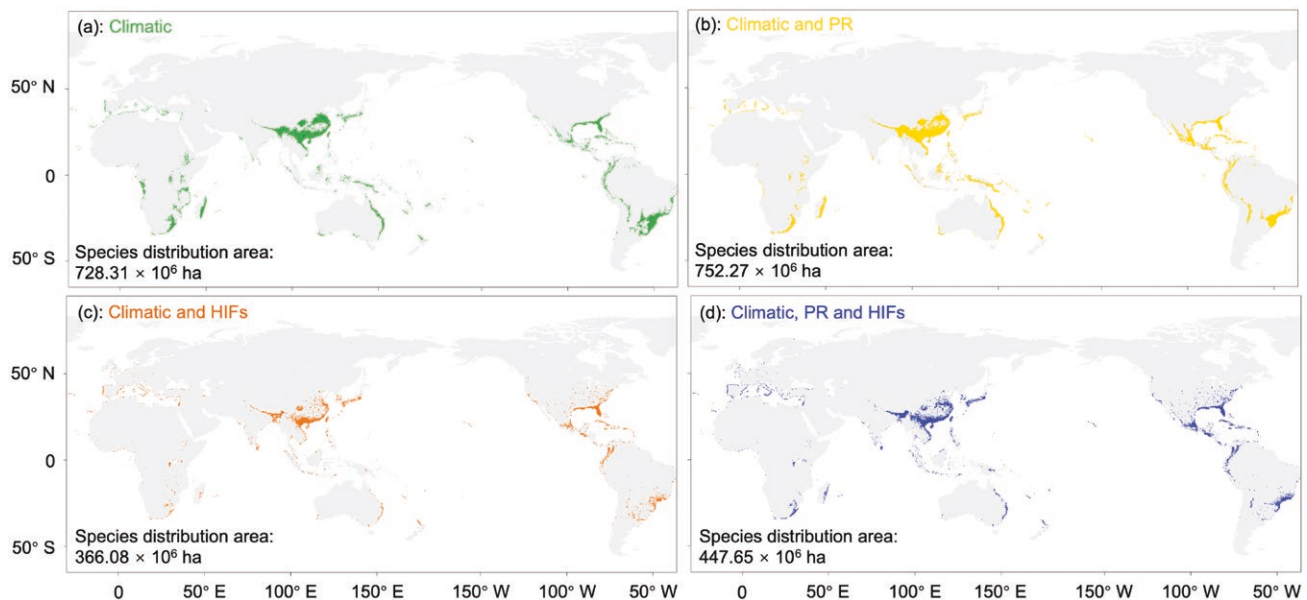 (a): Climatic
(b): Climatic and PR
50° N
0
50° S
Species distribution area:
728.31 × 10⁶ ha
Species distribution area:
752.27 × 10⁶ ha
(c): Climatic and HIFs
(d): Climatic, PR and HIFs
50° N
0
50° S
Species distribution area:
366.08 × 10⁶ ha
Species distribution area:
447.65 × 10⁶ ha
0 50° E 100° E 150° E 150° W 100° W 50° W 0 50° E 100° E 150° E 150° W 100° W 50° W